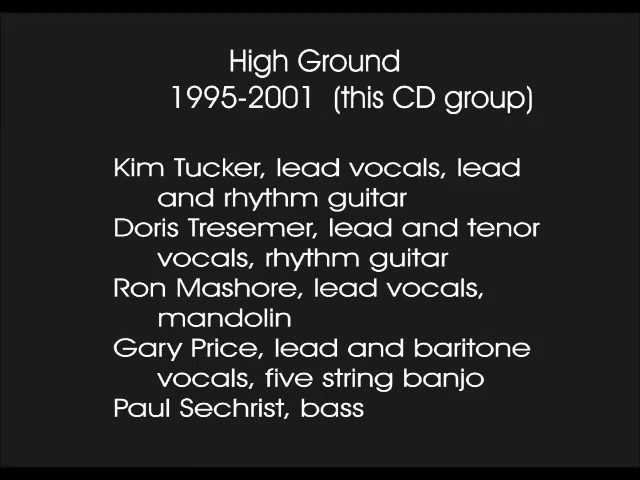 High Ground
1995-2001 (this CD group)
Kim Tucker, lead vocals, lead
and rhythm guitar
Doris Tresemer, lead and tenor
vocals, rhythm guitar
Ron Mashore, lead vocals,
mandolin
Gary Price, lead and baritone
vocals, five string banjo
Paul Sechrist, bass